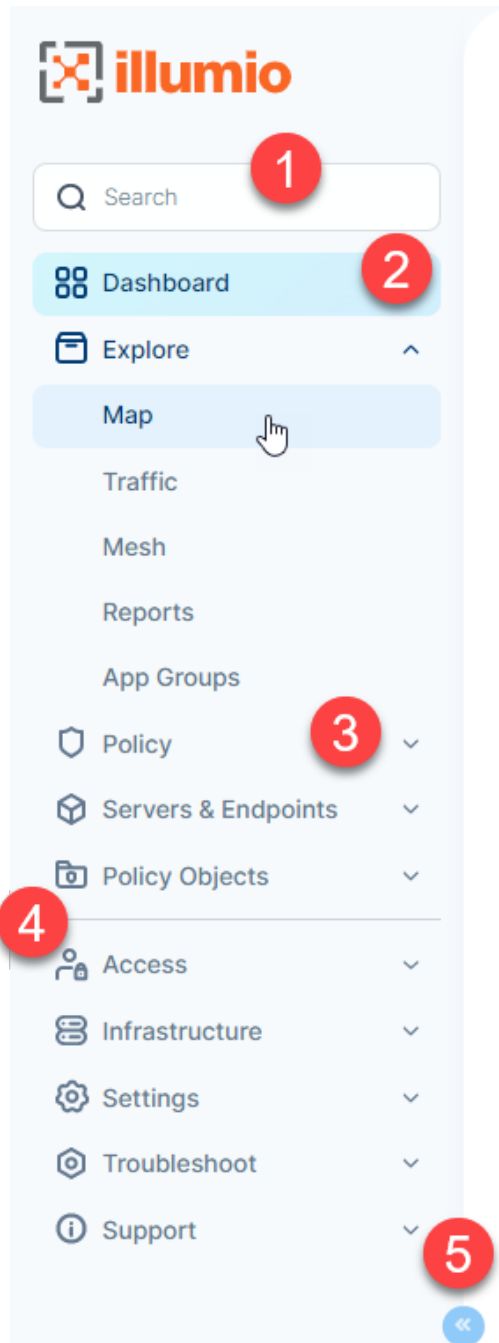 illumio
1
Search
2
Dashboard
Explore
Map
Traffic
Mesh
Reports
App Groups
3
Policy
Servers & Endpoints
Policy Objects
4
Access
Infrastructure
Settings
Troubleshoot
Support
5